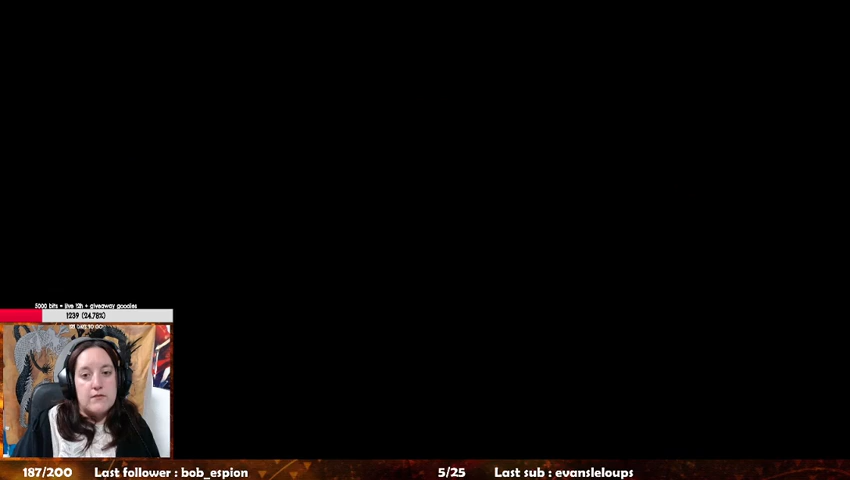 5000 bits = live 12h + giveaway goodies
1239 (24.78%)
187/200 Last follower : bob_espion 5/25 Last sub : evansleloups